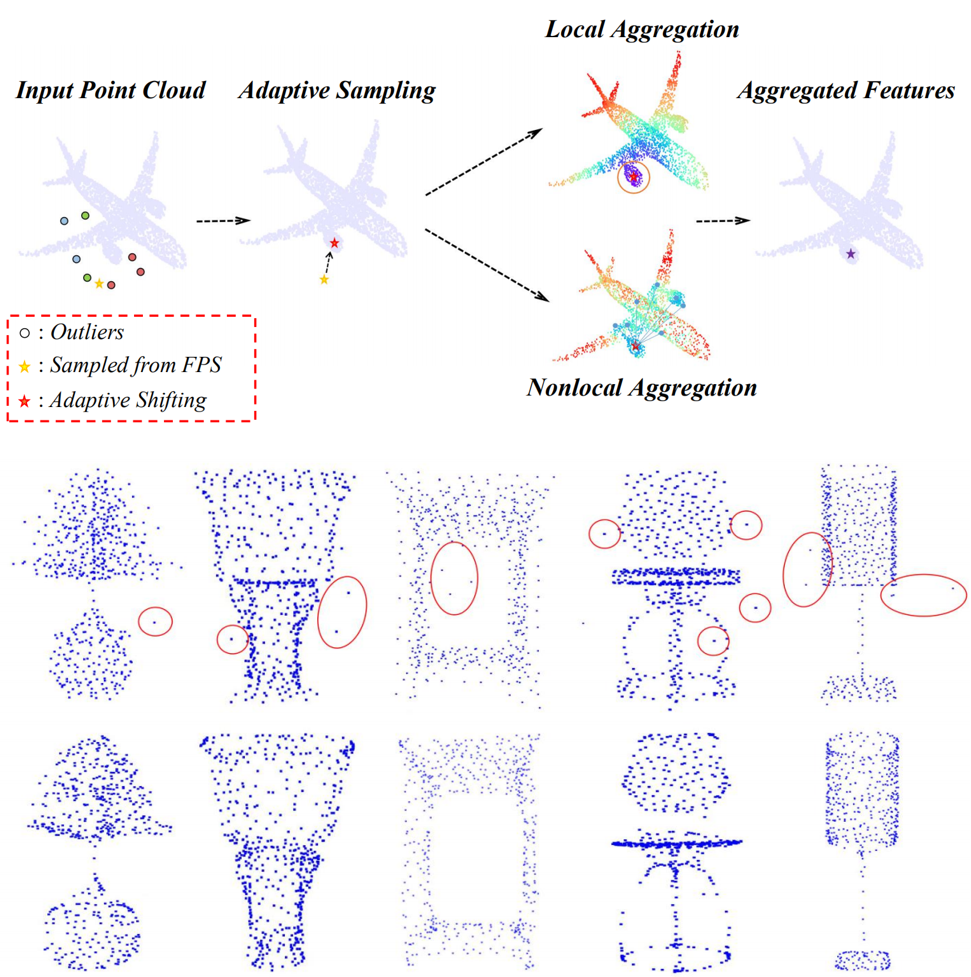 Local Aggregation
Input Point Cloud
Adaptive Sampling
Aggregated Features
: Outliers
: Sampled from FPS
: Adaptive Shifting
Nonlocal Aggregation